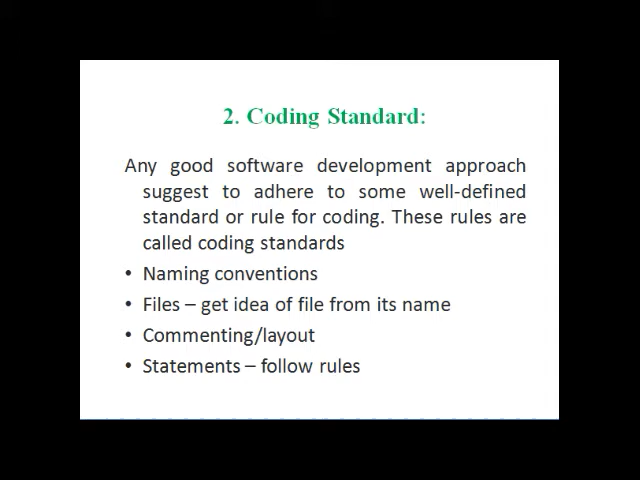 2. Coding Standard:
Any good software development approach
suggest to adhere to some well-defined
standard or rule for coding. These rules are
called coding standards
• Naming conventions
• Files – get idea of file from its name
• Commenting/layout
• Statements – follow rules